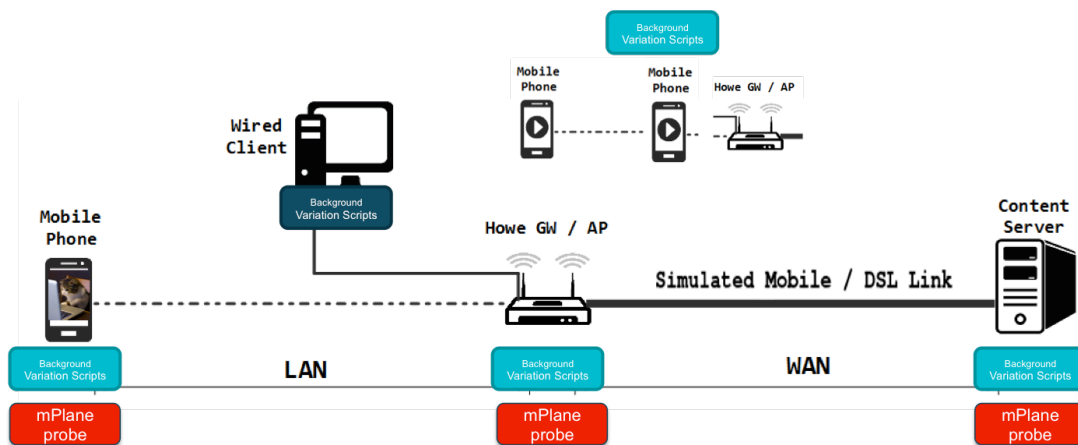 Background
Variation Scripts
Mobile
Phone
Mobile
Phone
Howe GW / AP
Wired
Client
Background
Variation Scripts
Mobile
Phone
Howe GW / AP
Content
Server
Simulated Mobile / DSL Link
Background
Variation Scripts
LAN
Background
Variation Scripts
WAN
Background
Variation Scripts
mPlane
probe
mPlane
probe
mPlane
probe